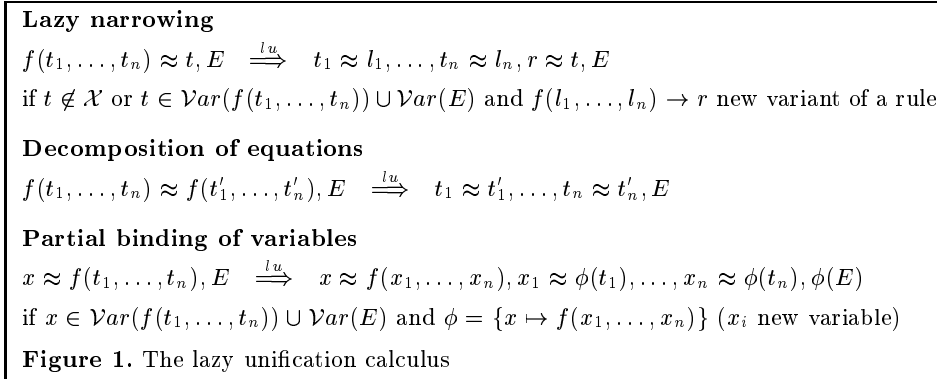 Lazy narrowing
f(t₁, …, tₙ) ≈ t, E ⟹ˡᵘ t₁ ≈ l₁, …, tₙ ≈ lₙ, r ≈ t, E
if t ∉ 𝒳 or t ∈ 𝒱ar(f(t₁, …, tₙ)) ∪ 𝒱ar(E) and f(l₁, …, lₙ) → r new variant of a rule
Decomposition of equations
f(t₁, …, tₙ) ≈ f(t′₁, …, t′ₙ), E ⟹ˡᵘ t₁ ≈ t′₁, …, tₙ ≈ t′ₙ, E
Partial binding of variables
x ≈ f(t₁, …, tₙ), E ⟹ˡᵘ x ≈ f(x₁, …, xₙ), x₁ ≈ ϕ(t₁), …, xₙ ≈ ϕ(tₙ), ϕ(E)
if x ∈ 𝒱ar(f(t₁, …, tₙ)) ∪ 𝒱ar(E) and ϕ = {x ↦ f(x₁, …, xₙ)} (xᵢ new variable)
Figure 1. The lazy unification calculus